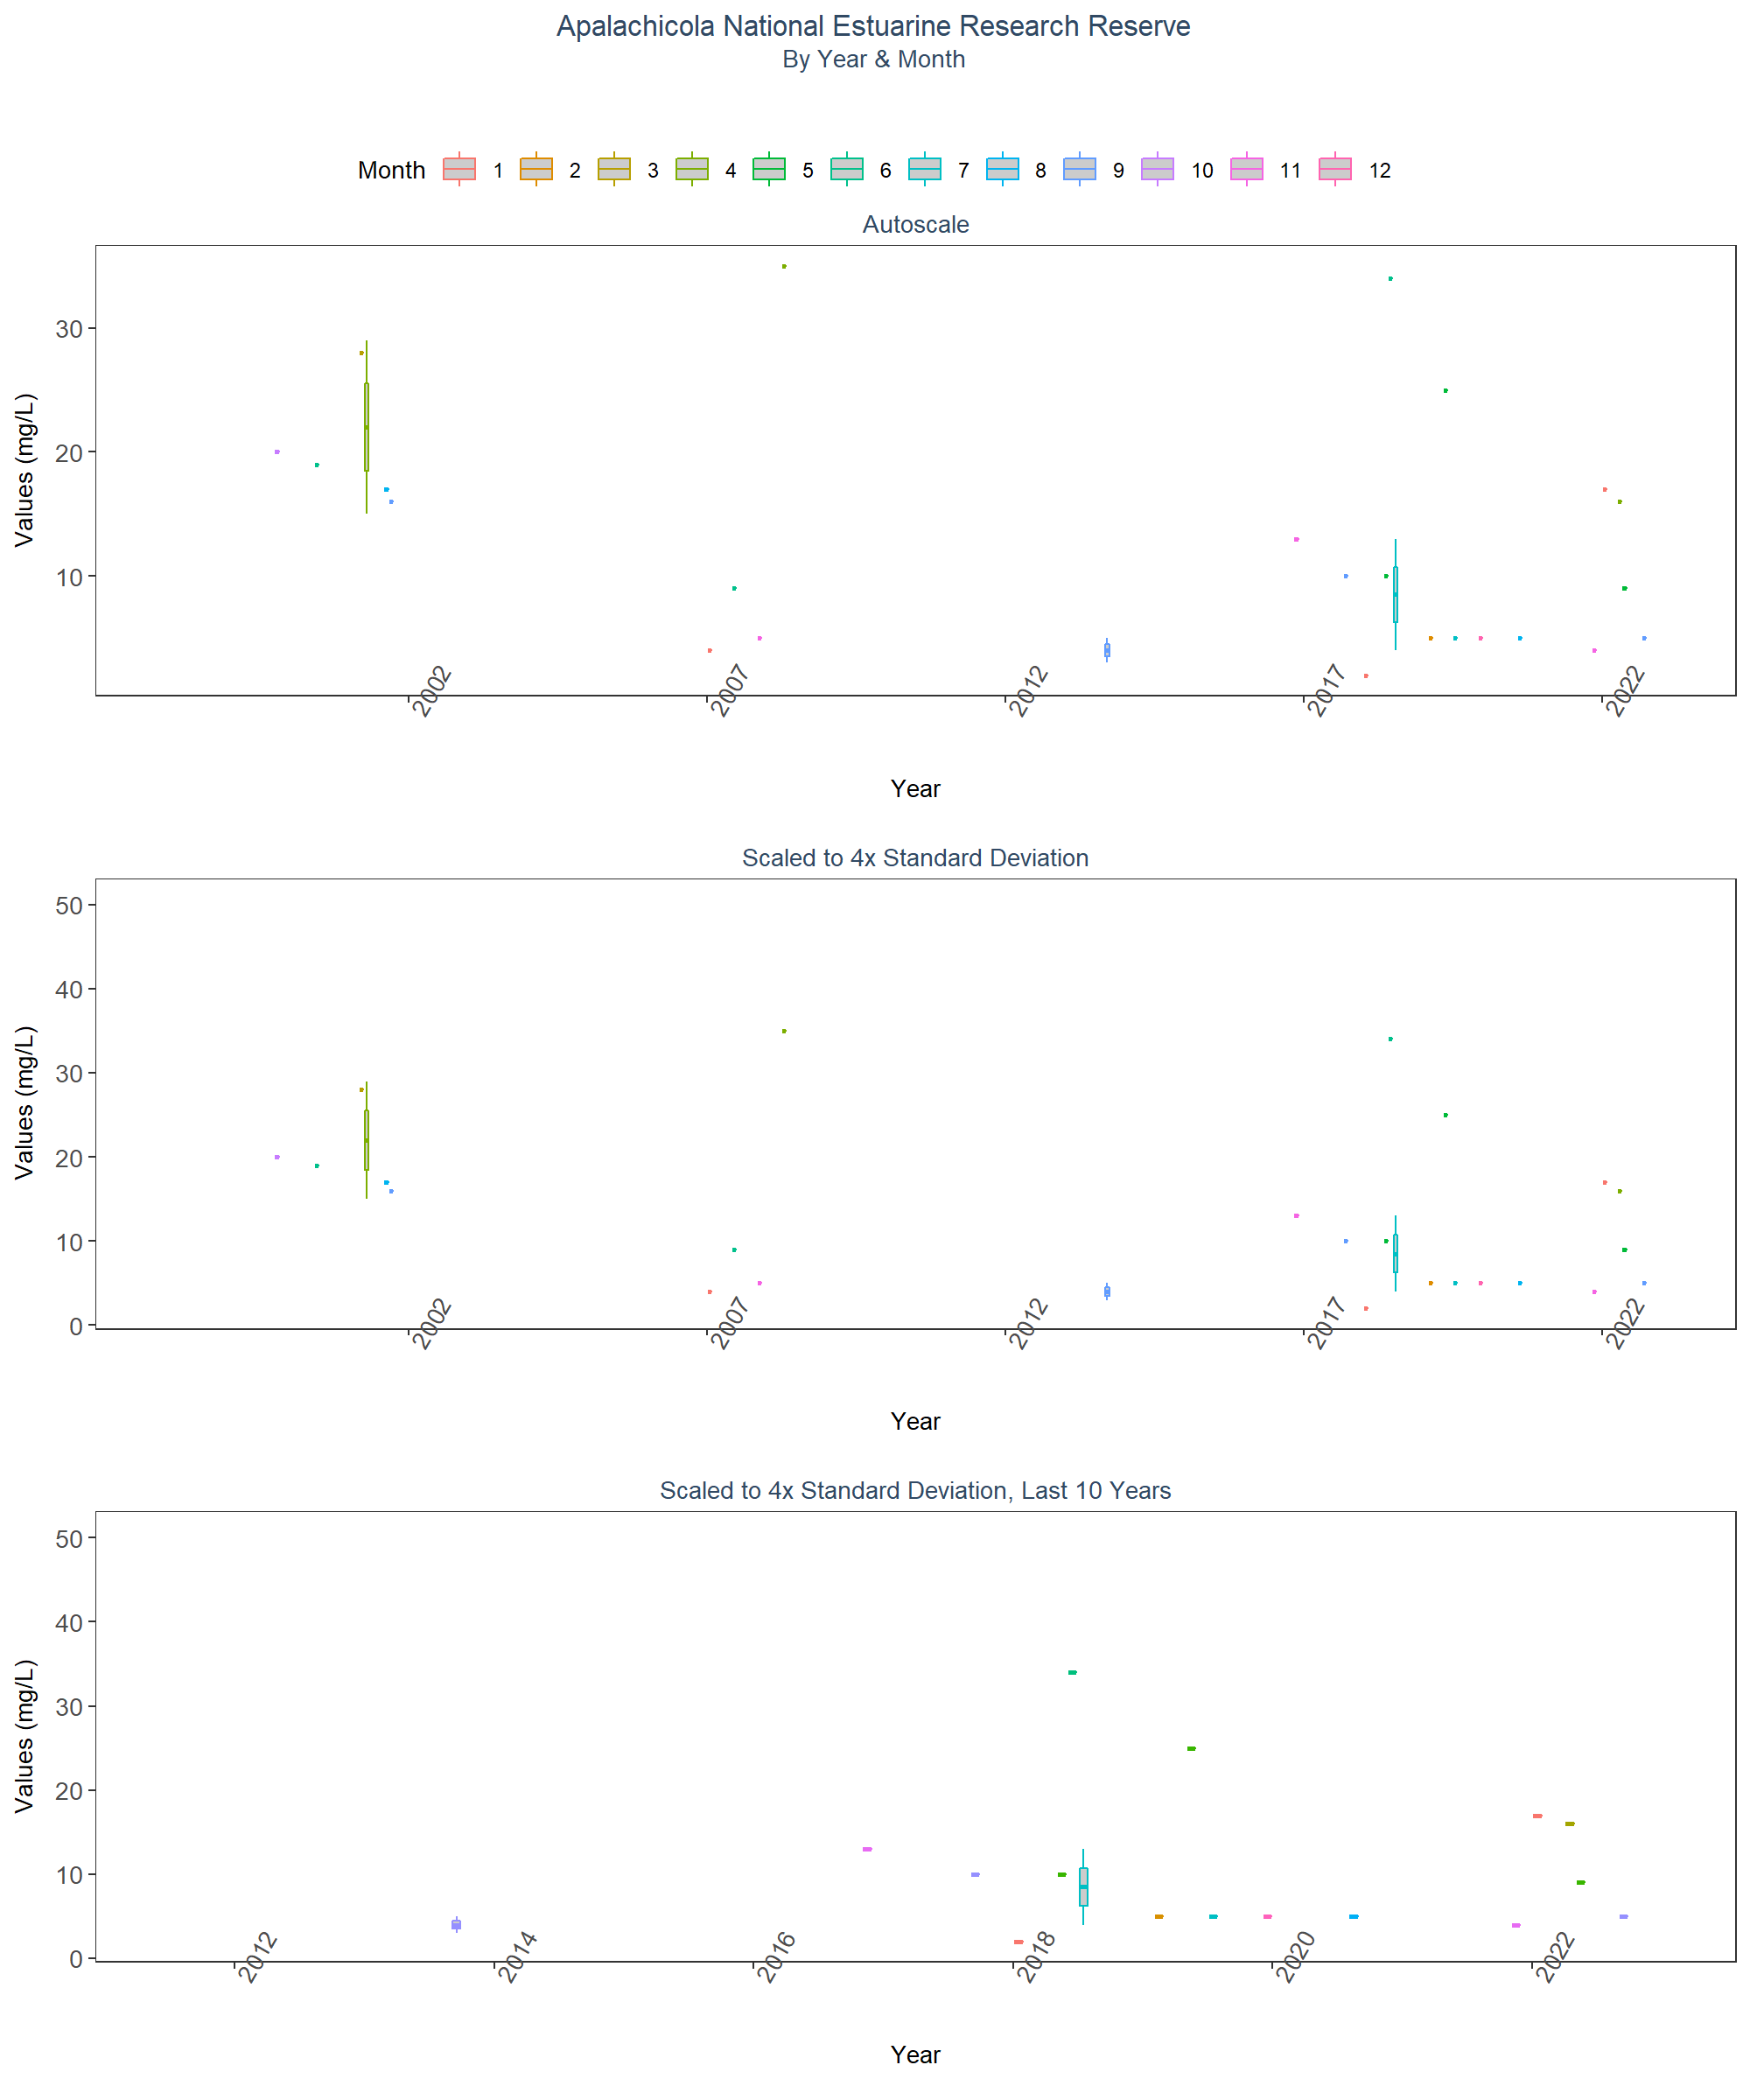 Apalachicola National Estuarine Research Reserve
By Year & Month
Month 1 2 3 4 5 6 7 8 9 10 11 12
Autoscale
Values (mg/L)
30
20
10
2002 2007 2012 2017 2022
Year
Scaled to 4x Standard Deviation
Values (mg/L)
50
40
30
20
10
0
2002 2007 2012 2017 2022
Year
Scaled to 4x Standard Deviation, Last 10 Years
Values (mg/L)
50
40
30
20
10
0
2012 2014 2016 2018 2020 2022
Year